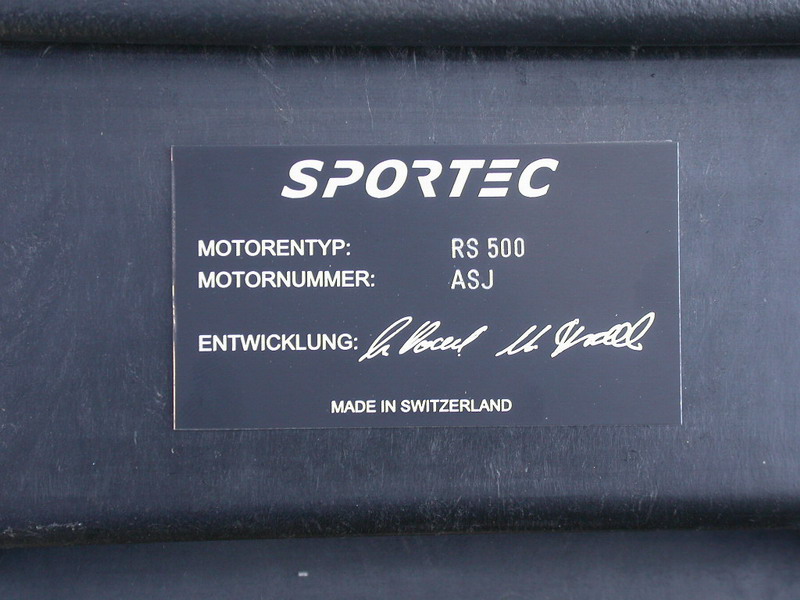 SPORTEC
MOTORENTYP: RS 500
MOTORNUMMER: ASJ
ENTWICKLUNG:
MADE IN SWITZERLAND